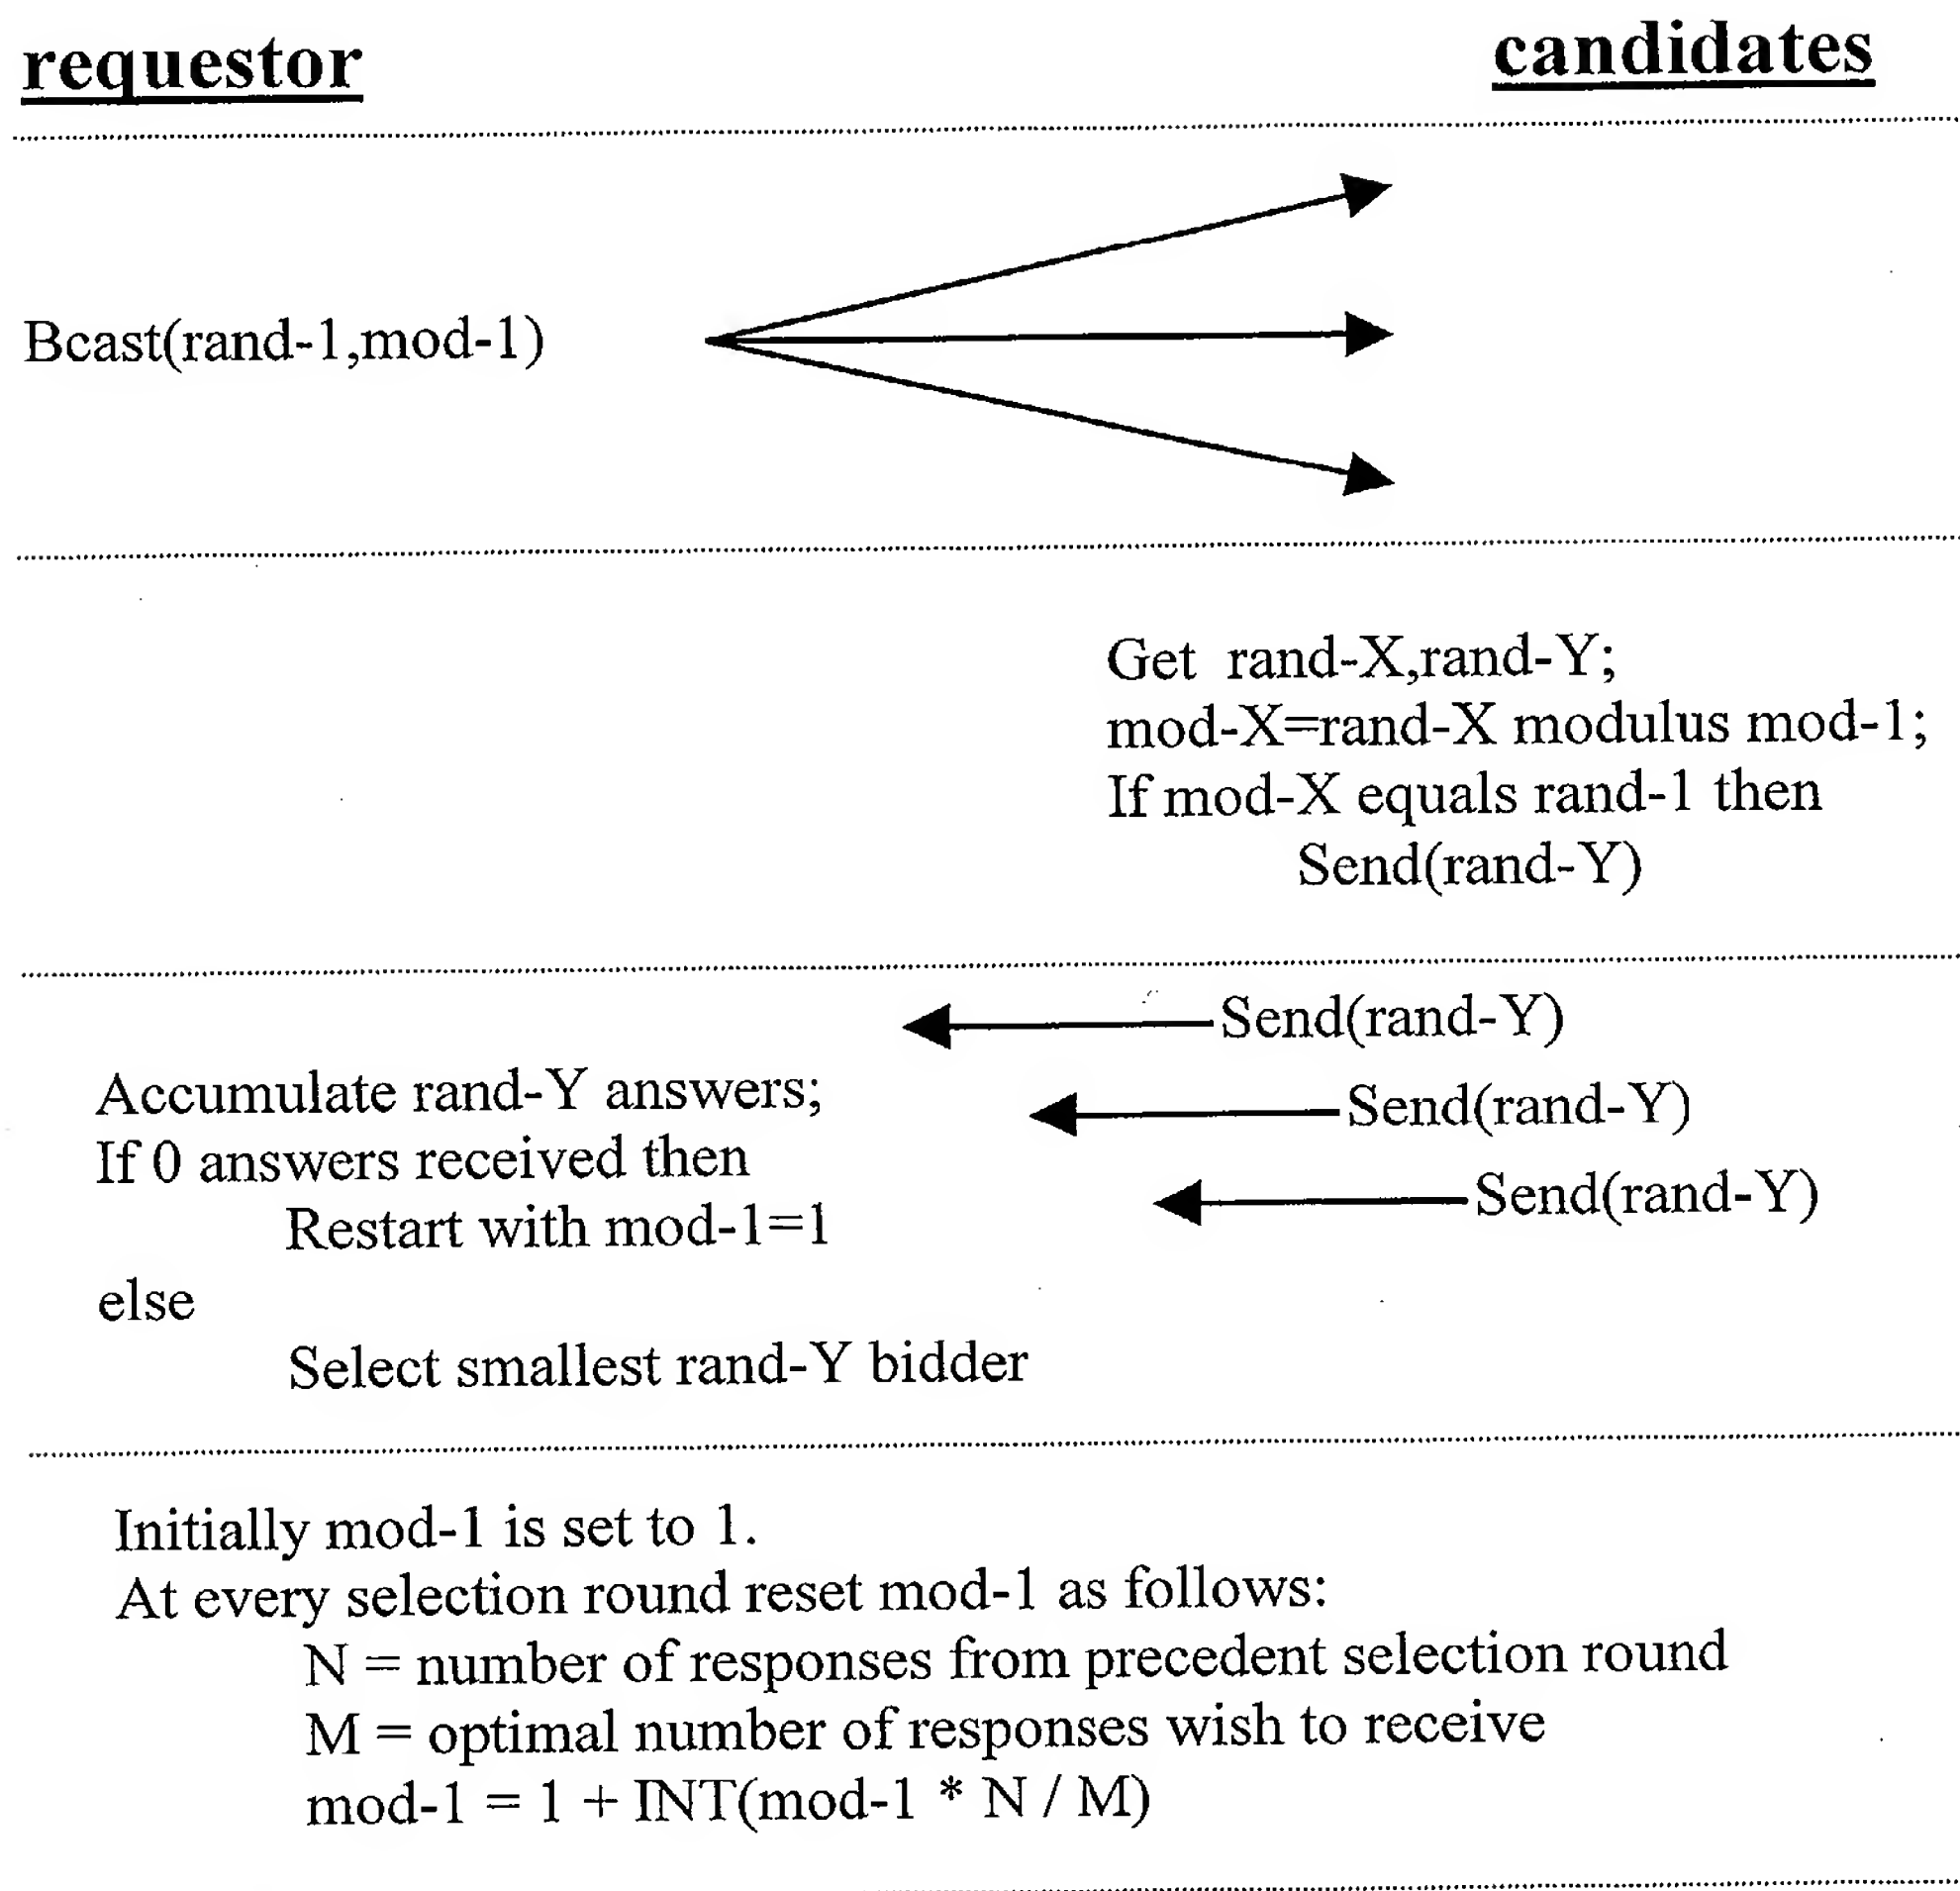 requestor
candidates
Bcast(rand-1,mod-1)
Get rand-X,rand-Y;
mod-X=rand-X modulus mod-1;
If mod-X equals rand-1 then
Send(rand-Y)
Send(rand-Y)
Accumulate rand-Y answers;
Send(rand-Y)
If 0 answers received then
Send(rand-Y)
Restart with mod-1=1
else
Select smallest rand-Y bidder
Initially mod-1 is set to 1.
At every selection round reset mod-1 as follows:
N = number of responses from precedent selection round
M = optimal number of responses wish to receive
mod-1 = 1 + INT(mod-1 * N / M)